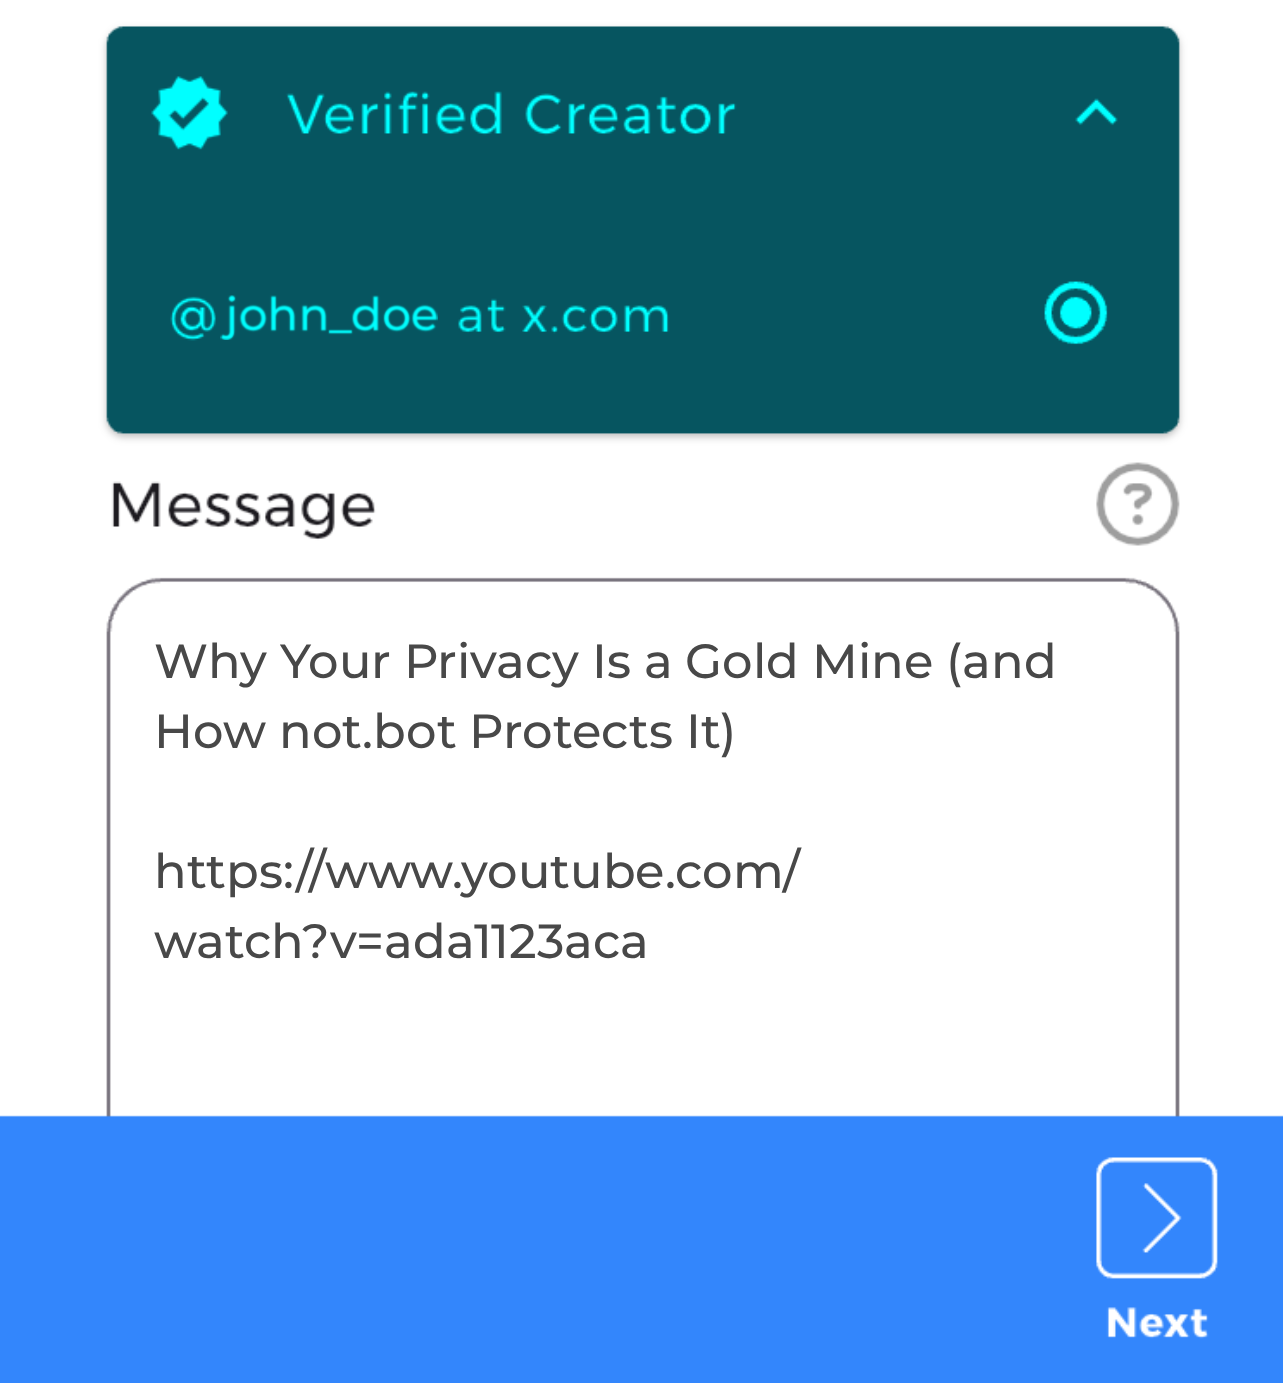 Verified Creator
@john_doe at x.com
Message
?
Why Your Privacy Is a Gold Mine (and
How not.bot Protects It)
https://www.youtube.com/
watch?v=ada1123aca
Next